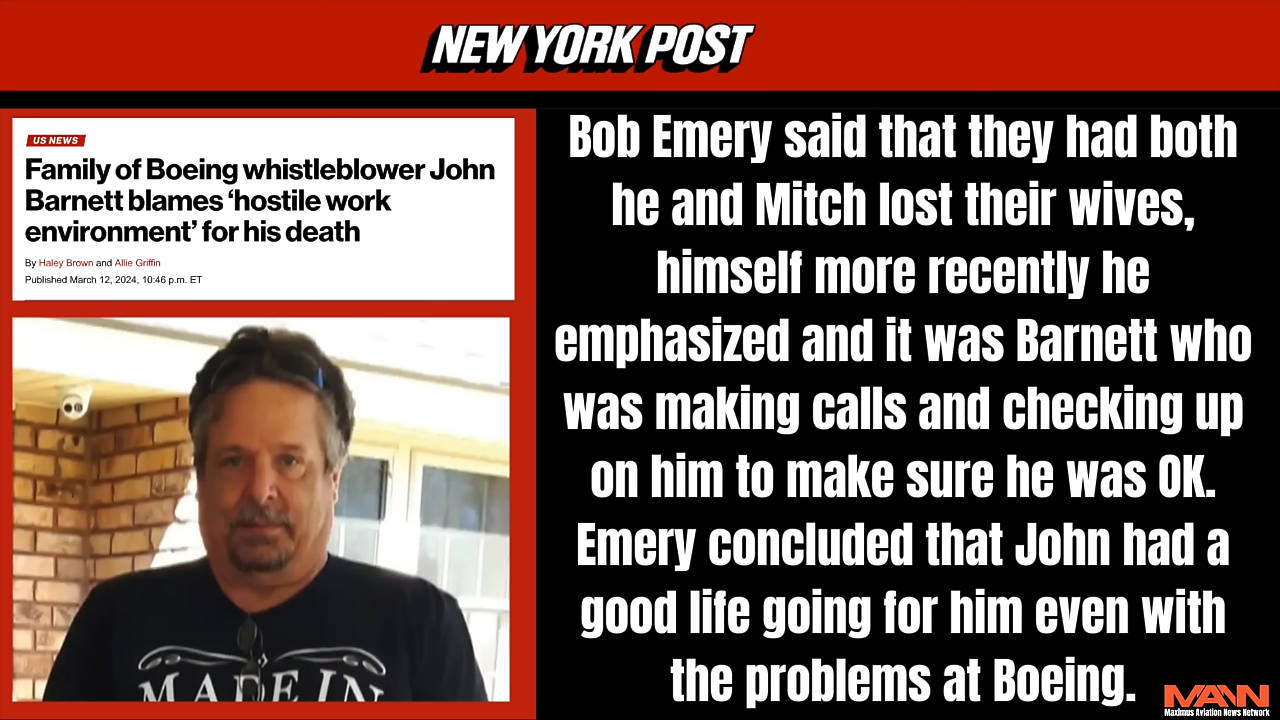 NEW YORK POST
US NEWS
Family of Boeing whistleblower John
Barnett blames ‘hostile work
environment’ for his death
By Haley Brown and Allie Griffin
Published March 12, 2024, 10:46 p.m. ET
MADE IN
Bob Emery said that they had both
he and Mitch lost their wives,
himself more recently he
emphasized and it was Barnett who
was making calls and checking up
on him to make sure he was OK.
Emery concluded that John had a
good life going for him even with
the problems at Boeing.
MANN
Maximus Aviation News Network